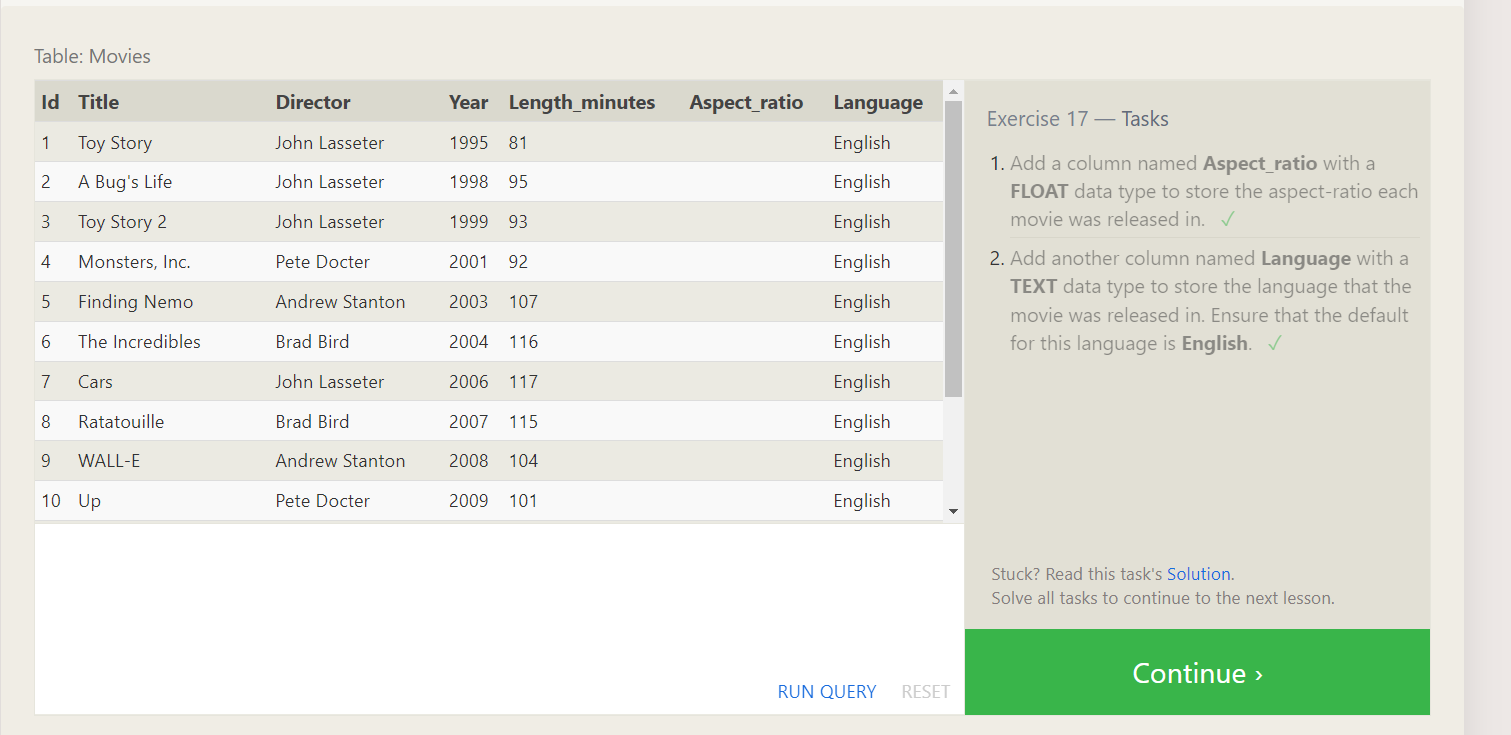 Table: Movies
Id Title Director Year Length_minutes Aspect_ratio Language
1 Toy Story John Lasseter 1995 81 English
2 A Bug's Life John Lasseter 1998 95 English
3 Toy Story 2 John Lasseter 1999 93 English
4 Monsters, Inc. Pete Docter 2001 92 English
5 Finding Nemo Andrew Stanton 2003 107 English
6 The Incredibles Brad Bird 2004 116 English
7 Cars John Lasseter 2006 117 English
8 Ratatouille Brad Bird 2007 115 English
9 WALL-E Andrew Stanton 2008 104 English
10 Up Pete Docter 2009 101 English
RUN QUERY RESET
Exercise 17 — Tasks
1. Add a column named Aspect_ratio with a
FLOAT data type to store the aspect-ratio each
movie was released in. ✓
2. Add another column named Language with a
TEXT data type to store the language that the
movie was released in. Ensure that the default
for this language is English. ✓
Stuck? Read this task's Solution.
Solve all tasks to continue to the next lesson.
Continue ›